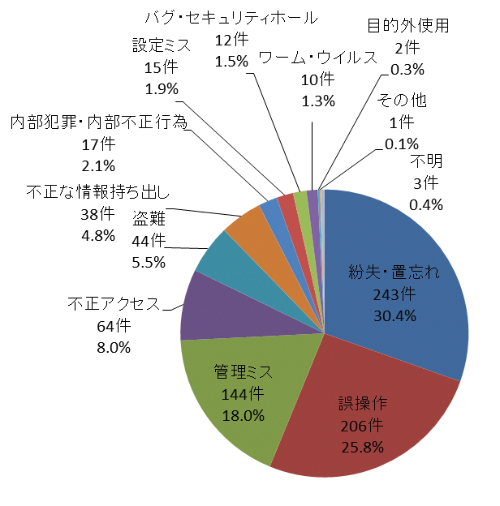 バグ・セキュリティホール
12件
1.5%
目的外使用
2件
0.3%
設定ミス
15件
1.9%
ワーム・ウイルス
10件
1.3%
その他
1件
0.1%
内部犯罪・内部不正行為
17件
2.1%
不明
3件
0.4%
不正な情報持ち出し
38件
4.8%
盗難
44件
5.5%
紛失・置忘れ
243件
30.4%
不正アクセス
64件
8.0%
管理ミス
144件
18.0%
誤操作
206件
25.8%